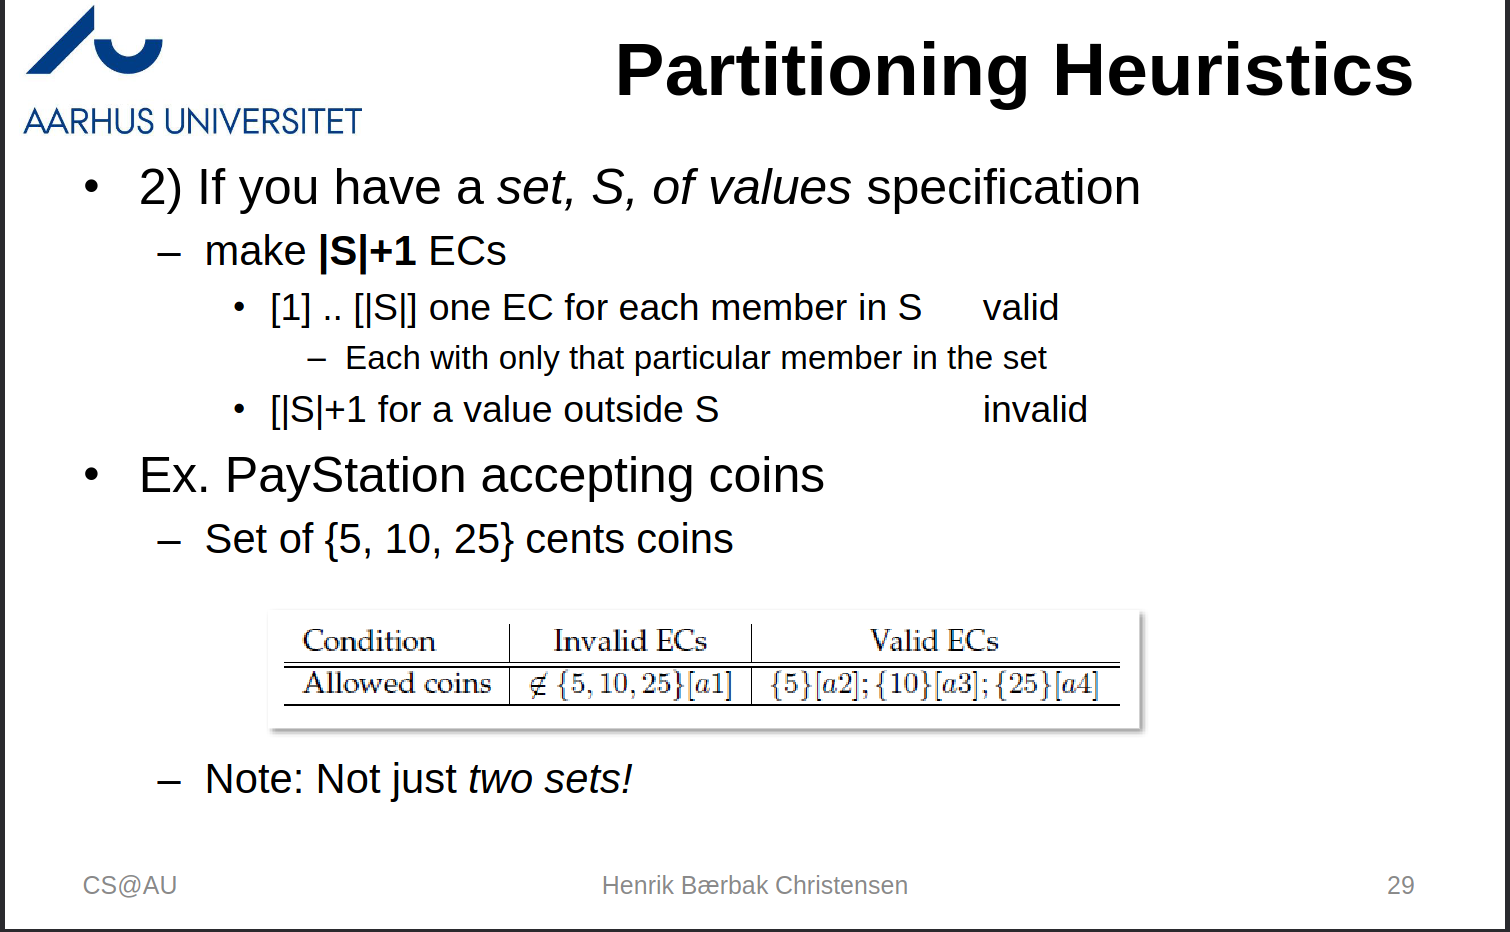 AARHUS UNIVERSITET
Partitioning Heuristics
• 2) If you have a set, S, of values specification
– make |S|+1 ECs
• [1] .. [|S|] one EC for each member in S valid
– Each with only that particular member in the set
• [|S|+1 for a value outside S invalid
• Ex. PayStation accepting coins
– Set of {5, 10, 25} cents coins
Condition Invalid ECs Valid ECs
Allowed coins ∉ {5, 10, 25}[a1] {5}[a2]; {10}[a3]; {25}[a4]
– Note: Not just two sets!
CS@AU Henrik Bærbak Christensen 29